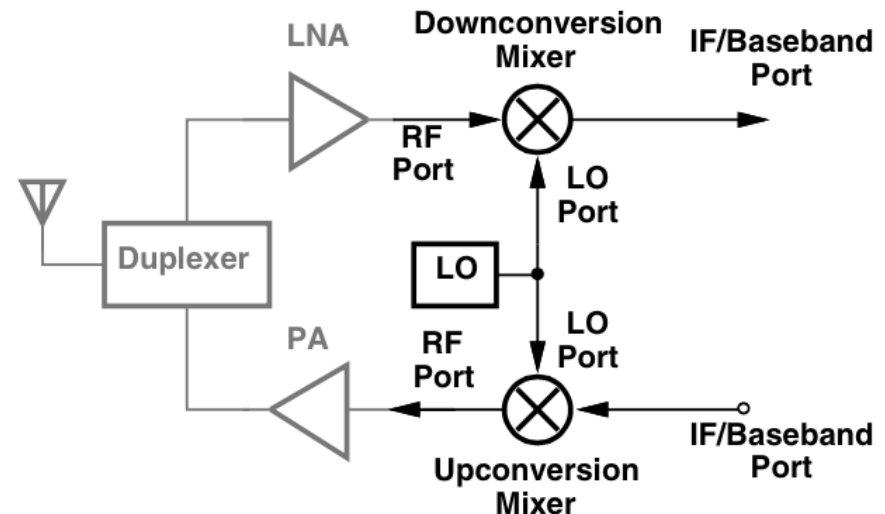 LNA
Downconversion
Mixer
IF/Baseband
Port
RF
Port
LO
Port
Duplexer
LO
PA
RF
Port
LO
Port
IF/Baseband
Port
Upconversion
Mixer